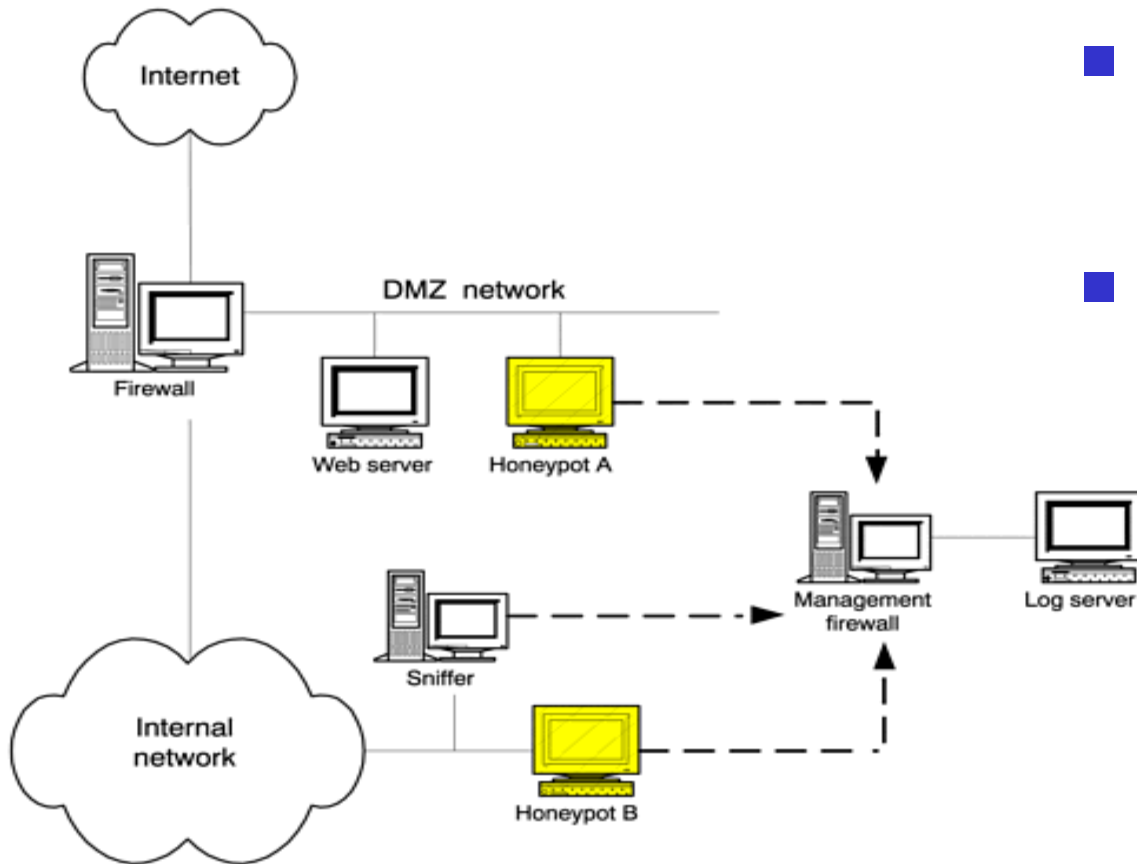 Internet
DMZ network
Firewall
Web server
Honeypot A
Management
firewall
Log server
Sniffer
Internal
network
Honeypot B